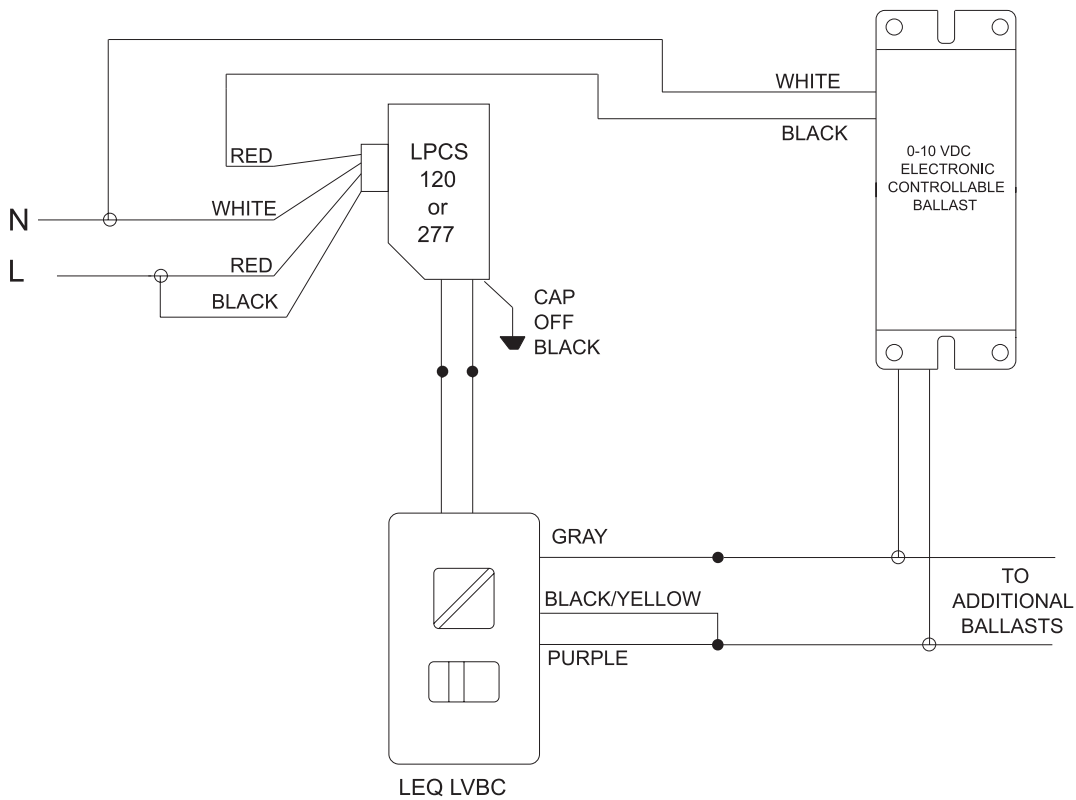 WHITE
BLACK
0-10 VDC
ELECTRONIC
CONTROLLABLE
BALLAST
LPCS
120
or
277
RED
WHITE
N
RED
L
BLACK
CAP
OFF
BLACK
GRAY
BLACK/YELLOW
PURPLE
TO
ADDITIONAL
BALLASTS
LEQ LVBC